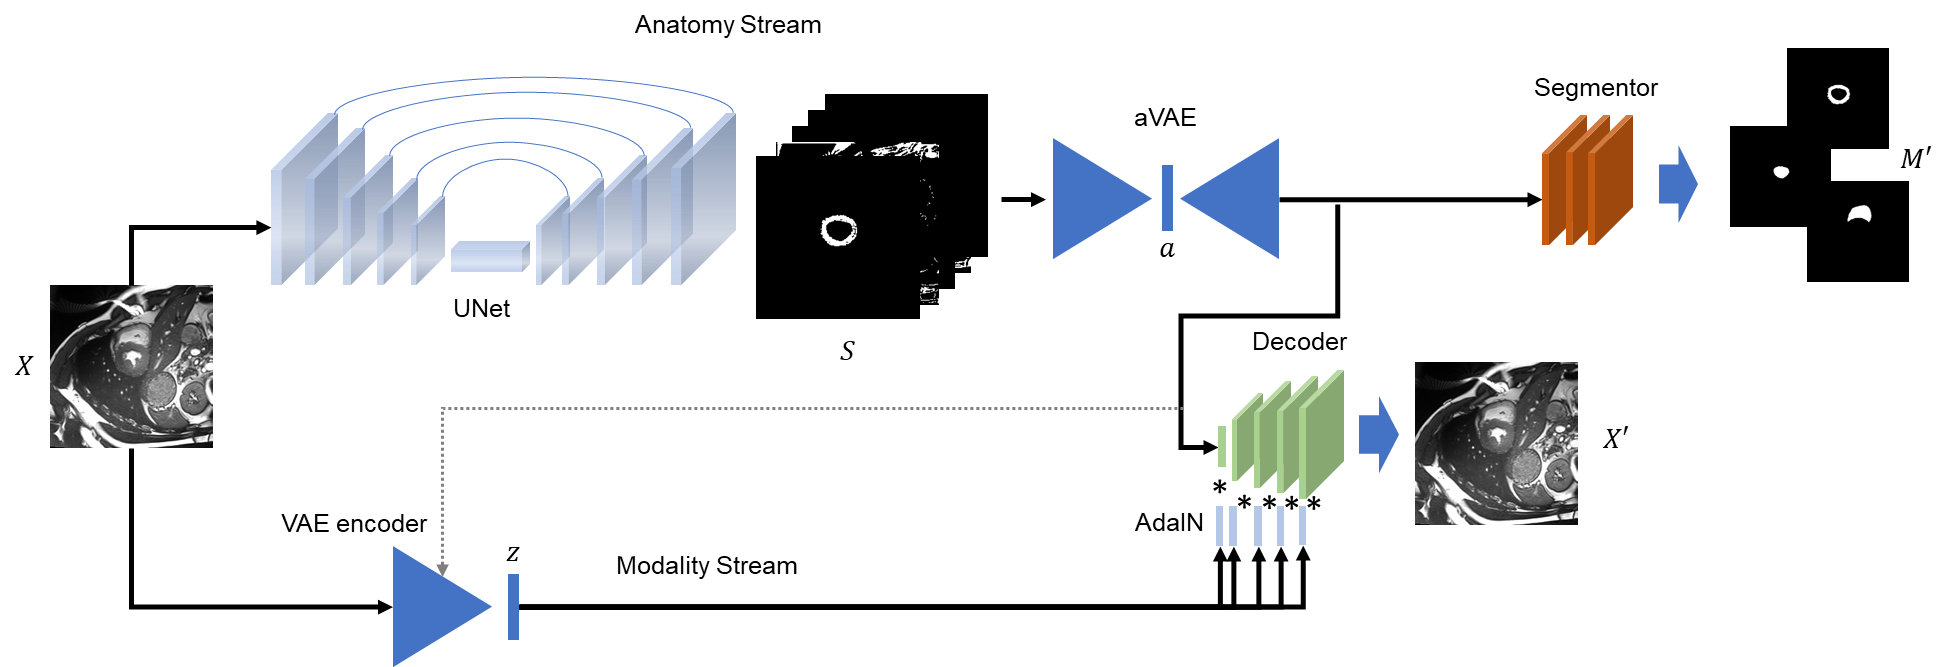 Anatomy Stream
Segmentor
aVAE
M′
a
UNet
S
Decoder
X
X′
VAE encoder
AdaIN
z
Modality Stream
* * * * *